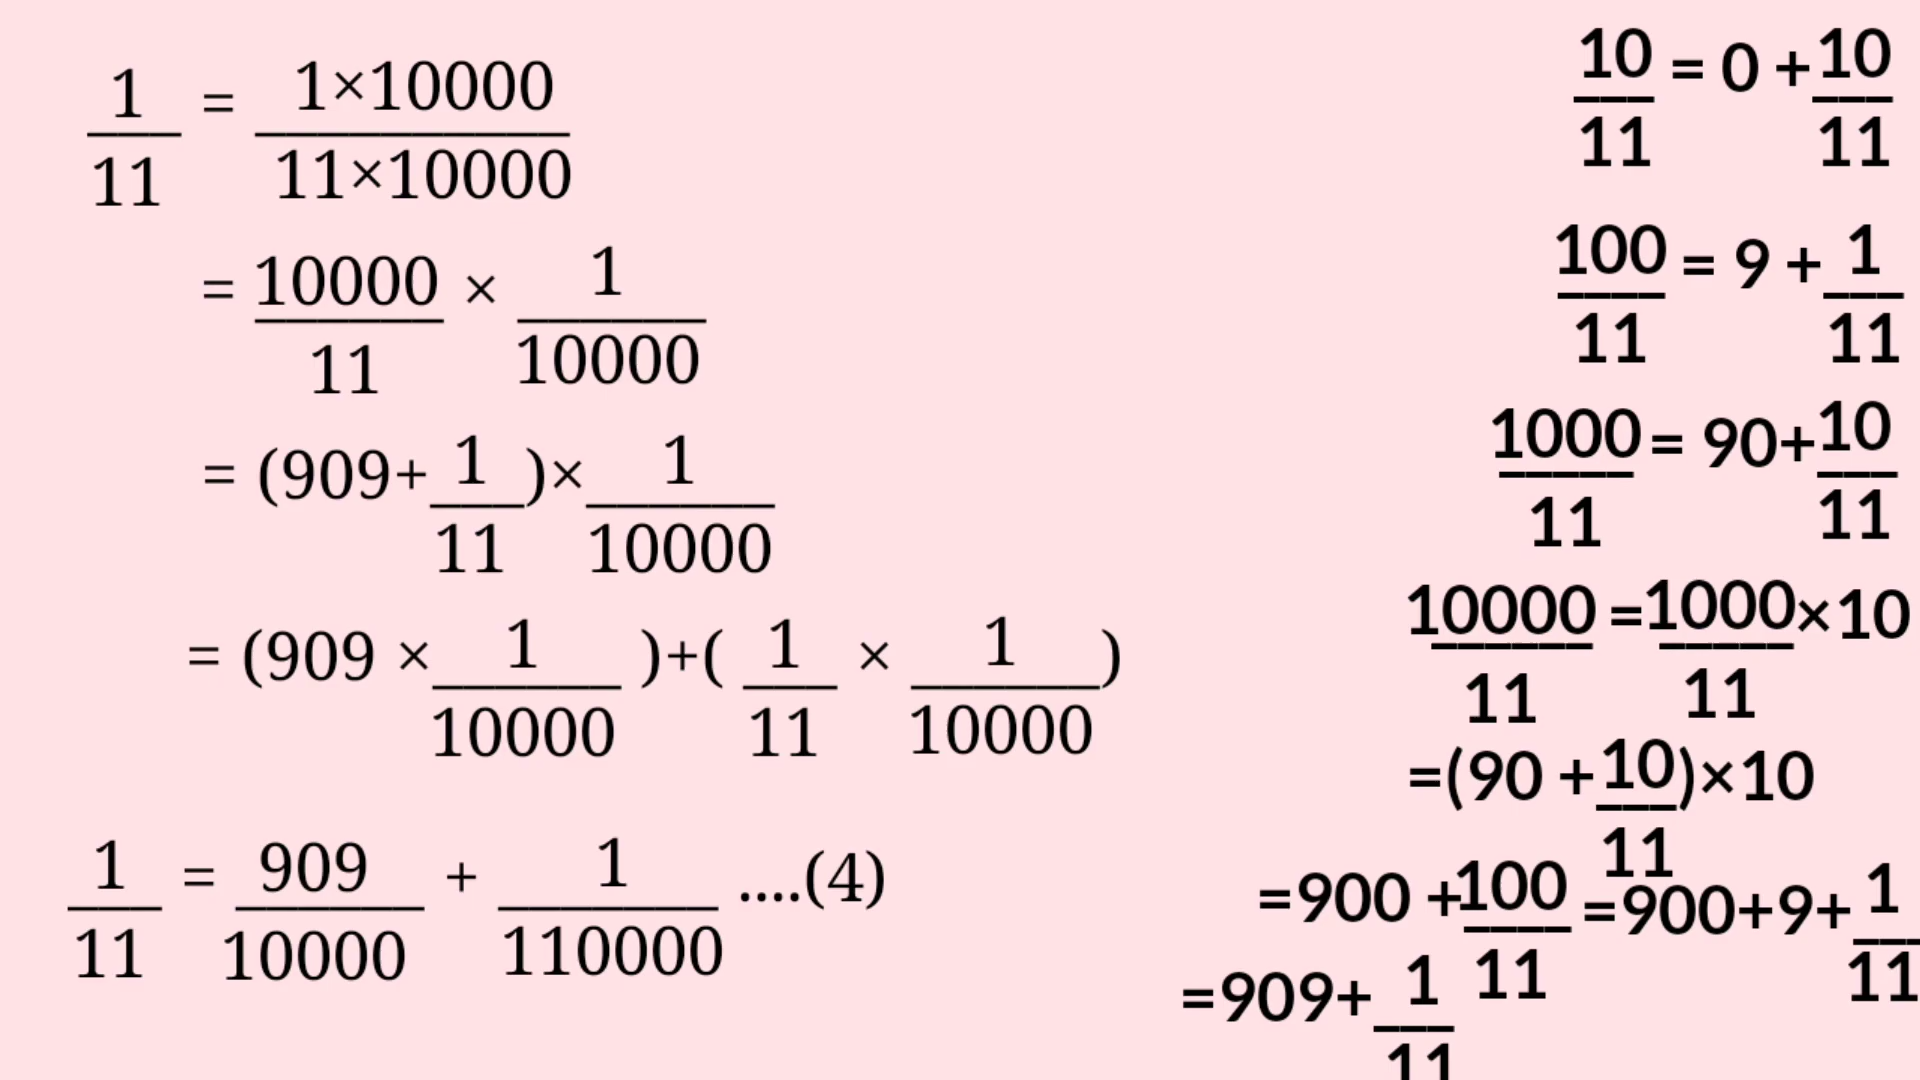 1/11 = 1×10000/11×10000
= 10000/11 × 1/10000
= (909+1/11)×1/10000
= (909 × 1/10000)+(1/11 × 1/10000)
1/11 = 909/10000 + 1/110000 ....(4)
10/11 = 0 + 10/11
100/11 = 9 + 1/11
1000/11 = 90+10/11
10000/11 = 1000/11×10
=(90 + 10/11)×10
=900 + 100/11 =900+9+1/11
=909+ 1/11